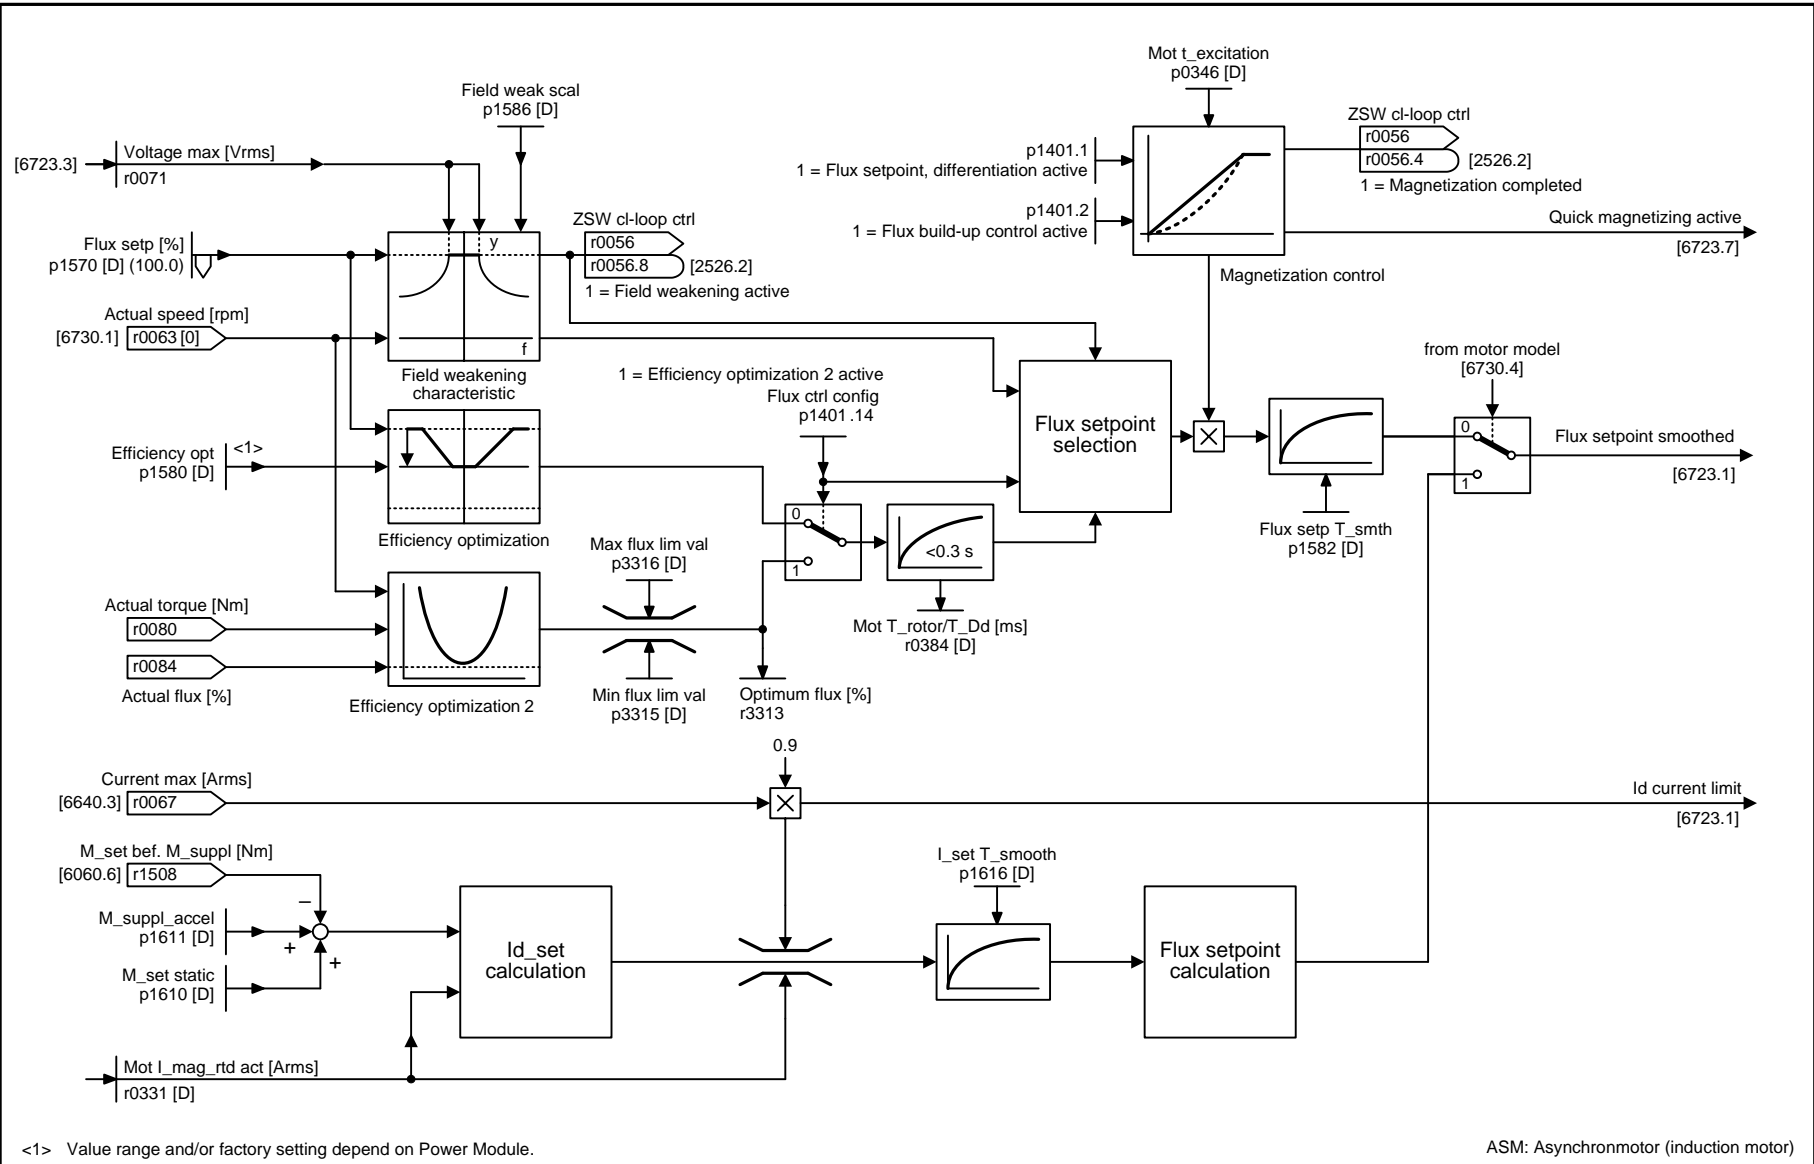 Mot t_excitation
p0346 [D]
Field weak scal
p1586 [D]
ZSW cl-loop ctrl
r0056
r0056.4 [2526.2]
1 = Magnetization completed
[6723.3]
Voltage max [Vrms]
r0071
p1401.1
1 = Flux setpoint, differentiation active
p1401.2
1 = Flux build-up control active
Quick magnetizing active
[6723.7]
Magnetization control
Flux setp [%]
p1570 [D] (100.0)
y
f
ZSW cl-loop ctrl
r0056
r0056.8 [2526.2]
1 = Field weakening active
Actual speed [rpm]
[6730.1] r0063 [0]
Field weakening
characteristic
1 = Efficiency optimization 2 active
Flux ctrl config
p1401.14
Flux setpoint
selection
from motor model
[6730.4]
0
1
Flux setpoint smoothed
[6723.1]
Efficiency opt
p1580 [D]
<1>
Efficiency optimization
Flux setp T_smth
p1582 [D]
Max flux lim val
p3316 [D]
0
1
<0.3 s
Mot T_rotor/T_Dd [ms]
r0384 [D]
Actual torque [Nm]
r0080
r0084
Actual flux [%]
Efficiency optimization 2
Min flux lim val
p3315 [D]
Optimum flux [%]
r3313
0.9
Current max [Arms]
[6640.3] r0067
Id current limit
[6723.1]
M_set bef. M_suppl [Nm]
[6060.6] r1508
–
M_suppl_accel
p1611 [D]
+
+
M_set static
p1610 [D]
Id_set
calculation
I_set T_smooth
p1616 [D]
Flux setpoint
calculation
Mot I_mag_rtd act [Arms]
r0331 [D]
<1> Value range and/or factory setting depend on Power Module.
ASM: Asynchronmotor (induction motor)